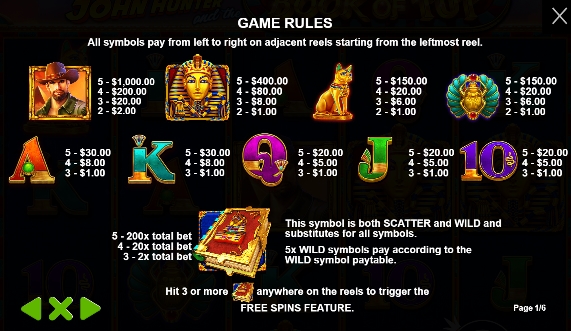 JOHN HUNTER
GAME RULES
All symbols pay from left to right on adjacent reels starting from the leftmost reel.
5 - $1,000.00
4 - $200.00
3 - $20.00
2 - $2.00
5 - $400.00
4 - $80.00
3 - $8.00
2 - $1.00
5 - $150.00
4 - $20.00
3 - $6.00
2 - $1.00
5 - $150.00
4 - $20.00
3 - $6.00
2 - $1.00
A
5 - $30.00
4 - $8.00
3 - $1.00
K
5 - $30.00
4 - $8.00
3 - $1.00
Q
5 - $20.00
4 - $5.00
3 - $1.00
J
5 - $20.00
4 - $5.00
3 - $1.00
10
5 - $20.00
4 - $5.00
3 - $1.00
5 - 200x total bet
4 - 20x total bet
3 - 2x total bet
This symbol is both SCATTER and WILD and
substitutes for all symbols.
5x WILD symbols pay according to the
WILD symbol paytable.
Hit 3 or more anywhere on the reels to trigger the
FREE SPINS FEATURE.
Page 1/6